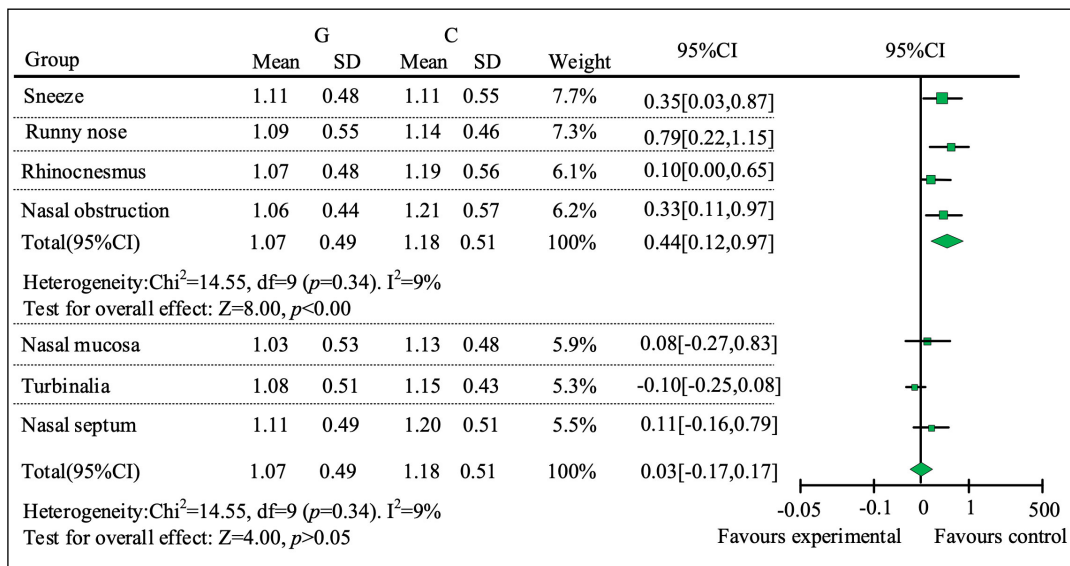 G C
Group Mean SD Mean SD Weight 95%CI 95%CI
Sneeze 1.11 0.48 1.11 0.55 7.7% 0.35[0.03,0.87]
Runny nose 1.09 0.55 1.14 0.46 7.3% 0.79[0.22,1.15]
Rhinocnesmus 1.07 0.48 1.19 0.56 6.1% 0.10[0.00,0.65]
Nasal obstruction 1.06 0.44 1.21 0.57 6.2% 0.33[0.11,0.97]
Total(95%CI) 1.07 0.49 1.18 0.51 100% 0.44[0.12,0.97]
Heterogeneity:Chi²=14.55, df=9 (p=0.34). I²=9%
Test for overall effect: Z=8.00, p<0.00
Nasal mucosa 1.03 0.53 1.13 0.48 5.9% 0.08[-0.27,0.83]
Turbinalia 1.08 0.51 1.15 0.43 5.3% -0.10[-0.25,0.08]
Nasal septum 1.11 0.49 1.20 0.51 5.5% 0.11[-0.16,0.79]
Total(95%CI) 1.07 0.49 1.18 0.51 100% 0.03[-0.17,0.17]
Heterogeneity:Chi²=14.55, df=9 (p=0.34). I²=9%
Test for overall effect: Z=4.00, p>0.05
-0.05 -0.1 0 1 500
Favours experimental Favours control